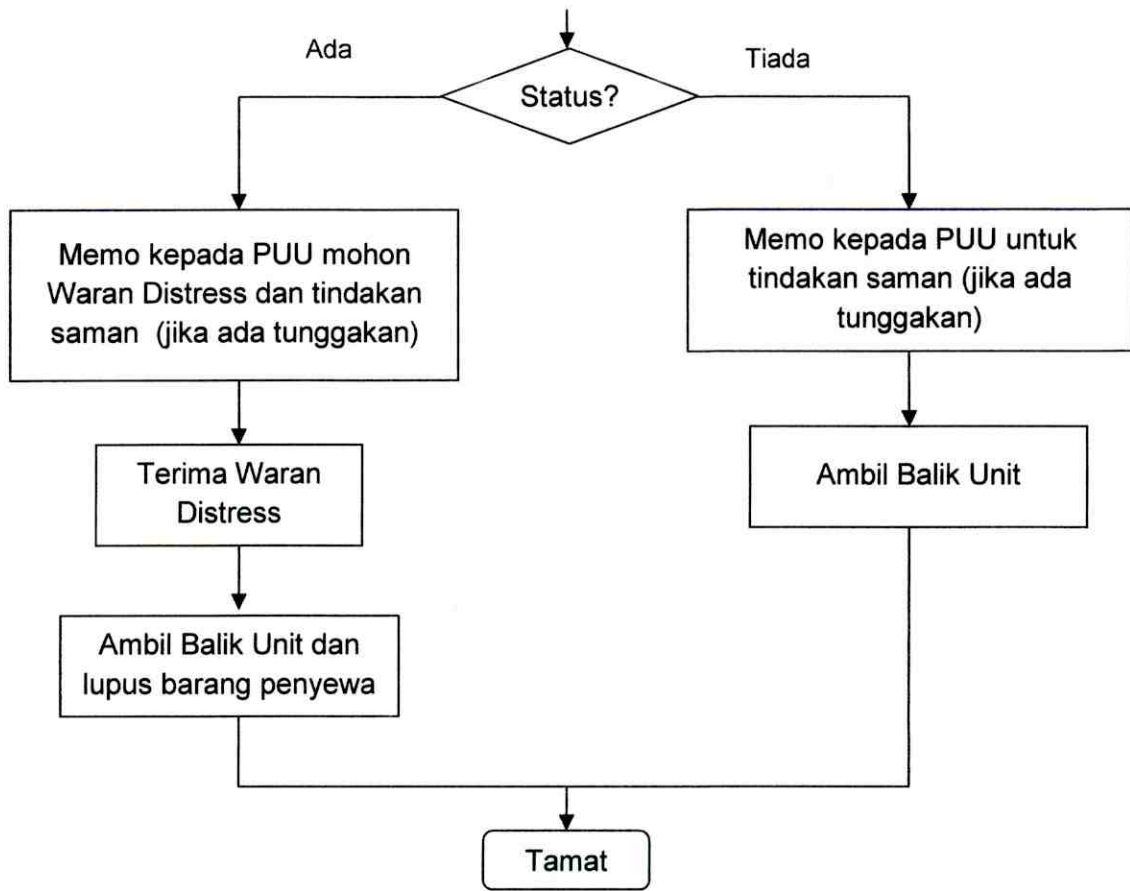 Ada
Tiada
Status?
Memo kepada PUU mohon
Waran Distress dan tindakan
saman (jika ada tunggakan)
Memo kepada PUU untuk
tindakan saman (jika ada
tunggakan)
Terima Waran
Distress
Ambil Balik Unit
Ambil Balik Unit dan
lupus barang penyewa
Tamat